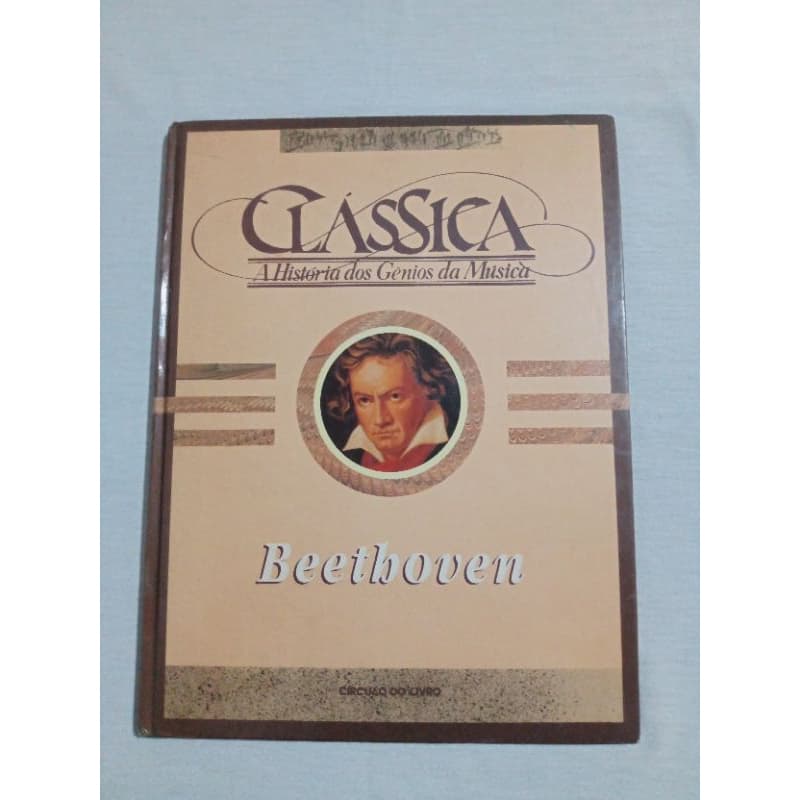 CLÁSSICA
A História dos Gênios da Música
Beethoven
CÍRCULO DO LIVRO